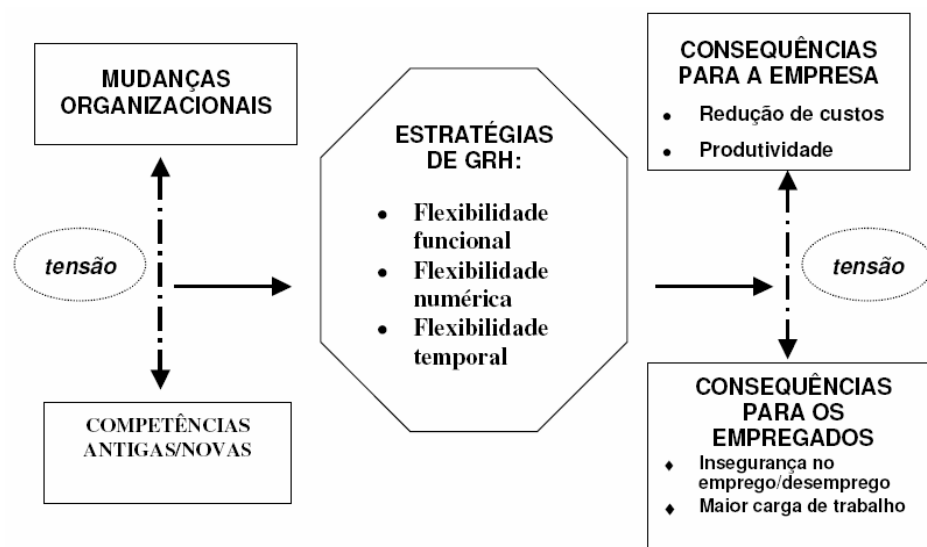 MUDANÇAS
ORGANIZACIONAIS
tensão
COMPETÊNCIAS
ANTIGAS/NOVAS
ESTRATÉGIAS
DE GRH:
• Flexibilidade
funcional
• Flexibilidade
numérica
• Flexibilidade
temporal
CONSEQUÊNCIAS
PARA A EMPRESA
• Redução de custos
• Produtividade
tensão
CONSEQUÊNCIAS
PARA OS
EMPREGADOS
♦ Insegurança no
emprego/desemprego
♦ Maior carga de trabalho